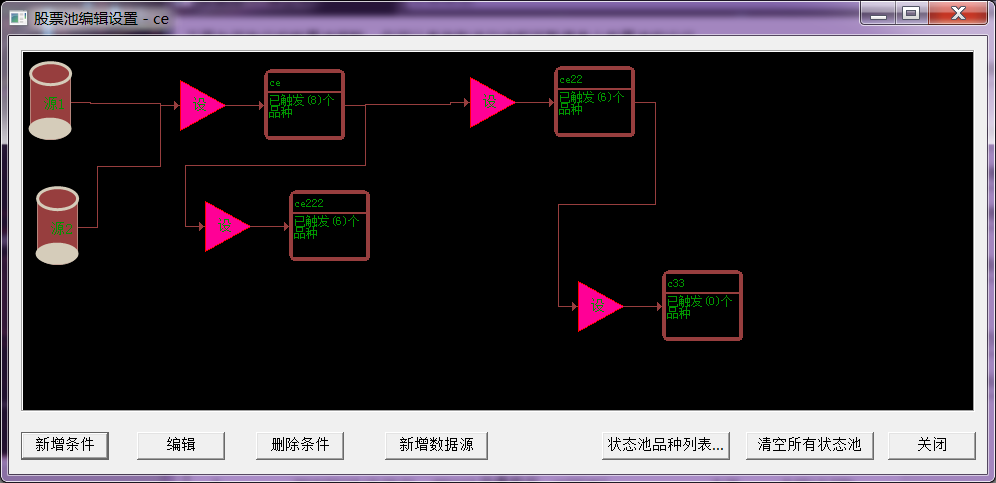 股票池编辑设置 - ce
ce
已触发(8)个
品种
ce22
已触发(6)个
品种
ce222
已触发(6)个
品种
c33
已触发(0)个
品种
新增条件
编辑
删除条件
新增数据源
状态池品种列表...
清空所有状态池
关闭